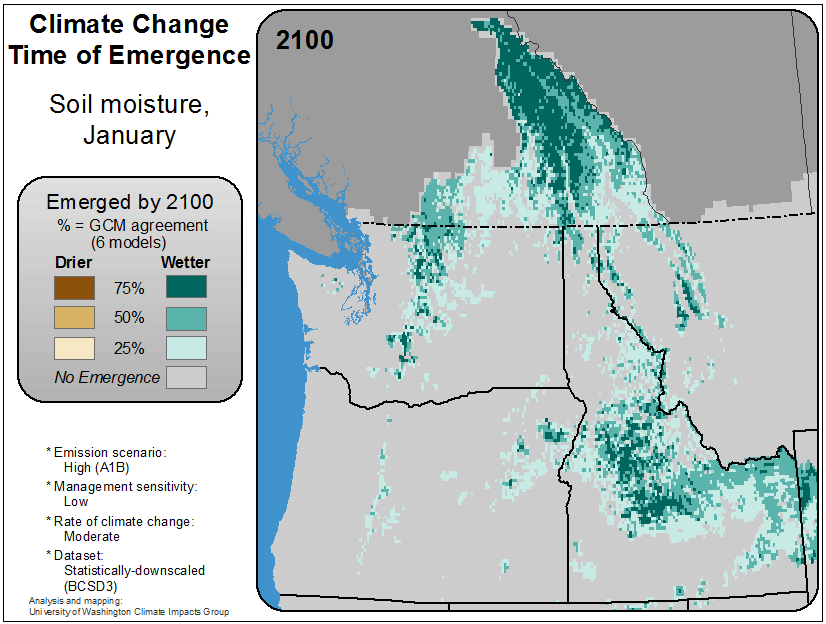 Climate Change
Time of Emergence
Soil moisture,
January
Emerged by 2100
% = GCM agreement
(6 models)
Drier Wetter
75%
50%
25%
No Emergence
* Emission scenario:
High (A1B)
* Management sensitivity:
Low
* Rate of climate change:
Moderate
* Dataset:
Statistically-downscaled
(BCSD3)
Analysis and mapping:
University of Washington Climate Impacts Group
2100